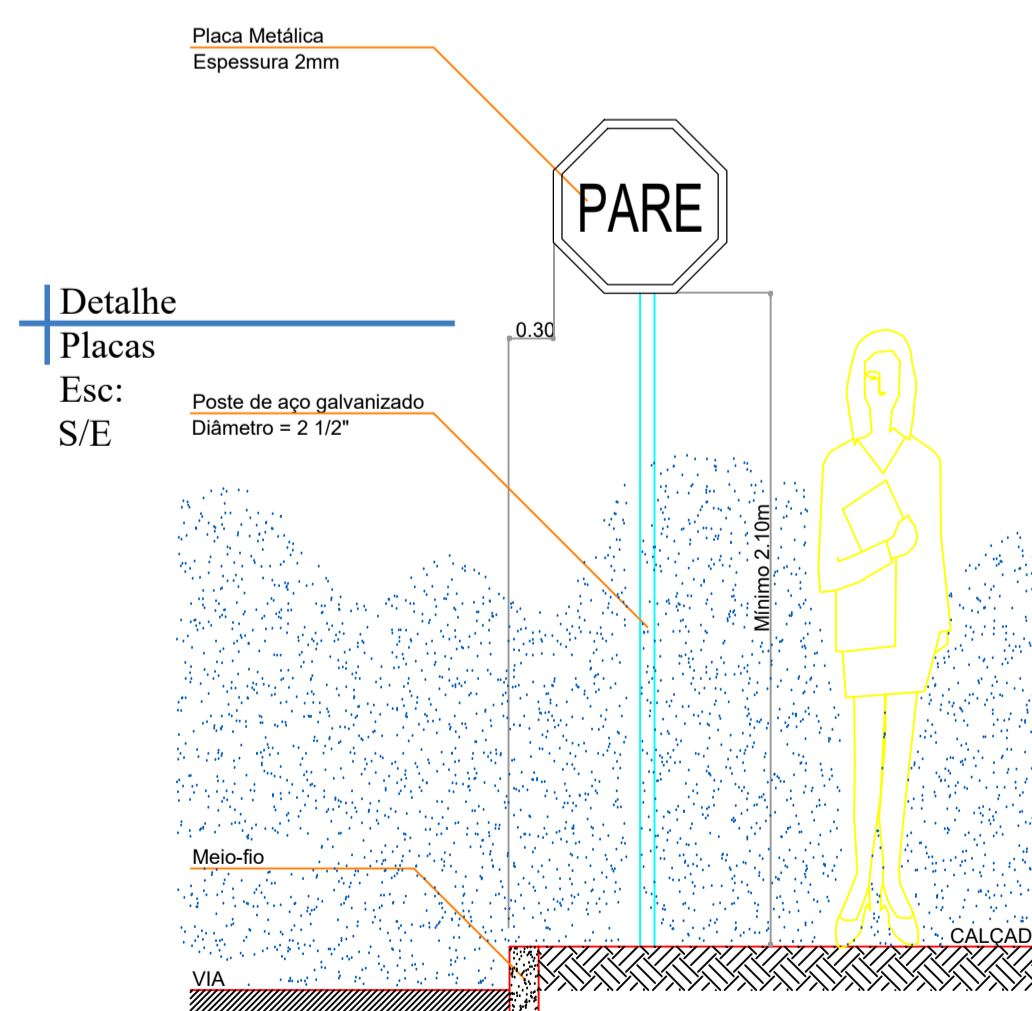 Placa Metálica
Espessura 2mm
PARE
Detalhe
Placas
Esc:
S/E
0.30
Poste de aço galvanizado
Diâmetro = 2 1/2"
Mínimo 2.10m
Meio-fio
CALÇAD
VIA